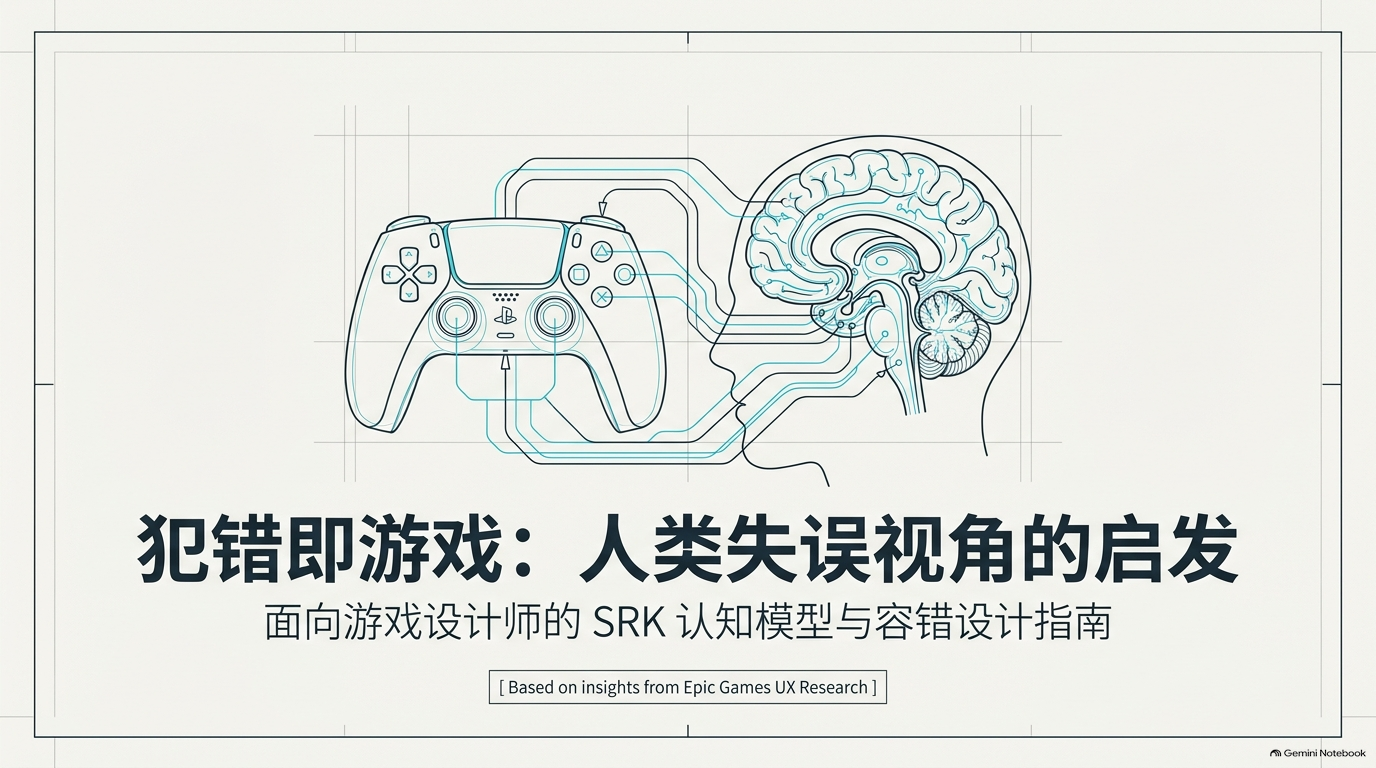 犯错即游戏：人类失误视角的启发
面向游戏设计师的 SRK 认知模型与容错设计指南
[ Based on insights from Epic Games UX Research ]
Gemini Notebook